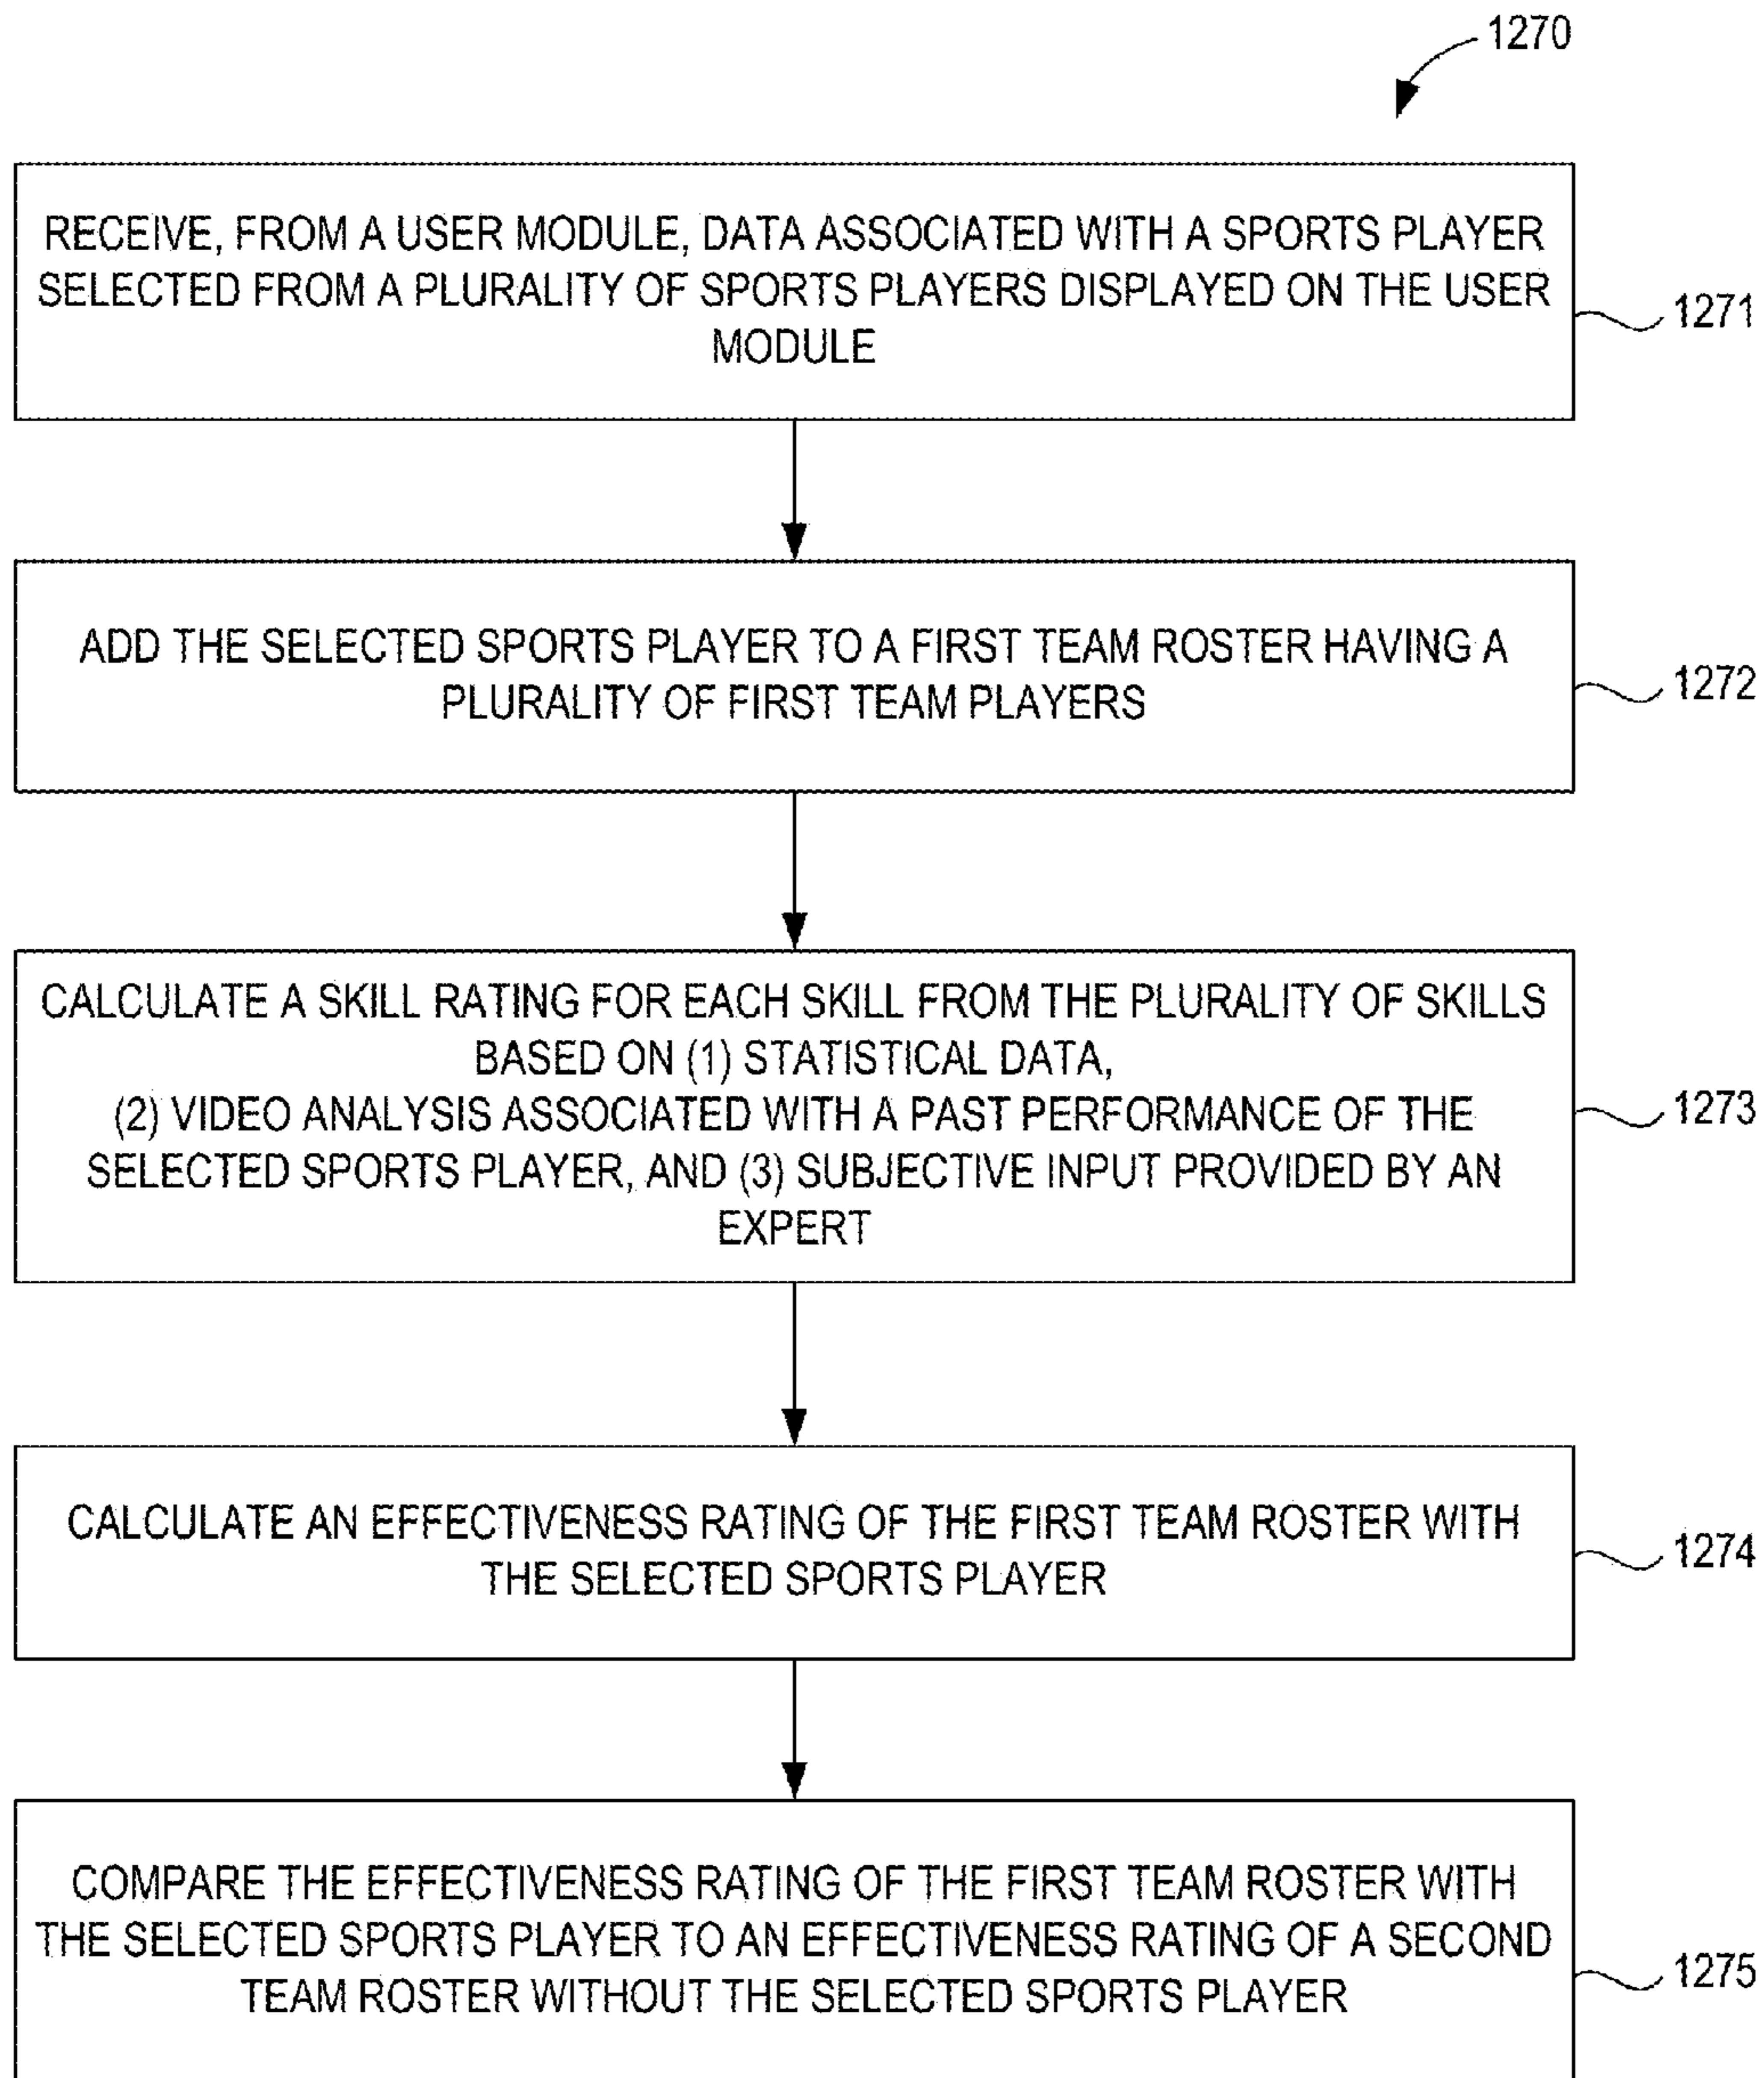 1270
RECEIVE, FROM A USER MODULE, DATA ASSOCIATED WITH A SPORTS PLAYER
SELECTED FROM A PLURALITY OF SPORTS PLAYERS DISPLAYED ON THE USER
MODULE
1271
ADD THE SELECTED SPORTS PLAYER TO A FIRST TEAM ROSTER HAVING A
PLURALITY OF FIRST TEAM PLAYERS
1272
CALCULATE A SKILL RATING FOR EACH SKILL FROM THE PLURALITY OF SKILLS
BASED ON (1) STATISTICAL DATA,
(2) VIDEO ANALYSIS ASSOCIATED WITH A PAST PERFORMANCE OF THE
SELECTED SPORTS PLAYER, AND (3) SUBJECTIVE INPUT PROVIDED BY AN
EXPERT
1273
CALCULATE AN EFFECTIVENESS RATING OF THE FIRST TEAM ROSTER WITH
THE SELECTED SPORTS PLAYER
1274
COMPARE THE EFFECTIVENESS RATING OF THE FIRST TEAM ROSTER WITH
THE SELECTED SPORTS PLAYER TO AN EFFECTIVENESS RATING OF A SECOND
TEAM ROSTER WITHOUT THE SELECTED SPORTS PLAYER
1275